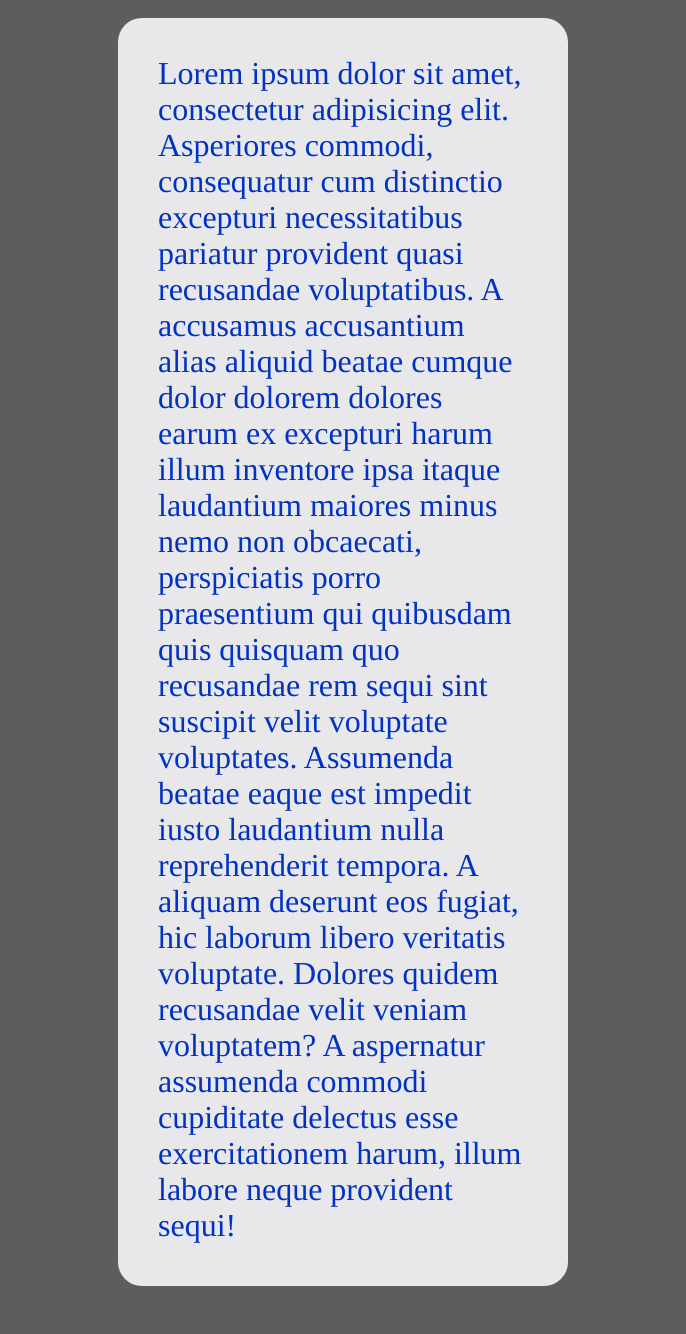 Lorem ipsum dolor sit amet,
consectetur adipisicing elit.
Asperiores commodi,
consequatur cum distinctio
excepturi necessitatibus
pariatur provident quasi
recusandae voluptatibus. A
accusamus accusantium
alias aliquid beatae cumque
dolor dolorem dolores
earum ex excepturi harum
illum inventore ipsa itaque
laudantium maiores minus
nemo non obcaecati,
perspiciatis porro
praesentium qui quibusdam
quis quisquam quo
recusandae rem sequi sint
suscipit velit voluptate
voluptates. Assumenda
beatae eaque est impedit
iusto laudantium nulla
reprehenderit tempora. A
aliquam deserunt eos fugiat,
hic laborum libero veritatis
voluptate. Dolores quidem
recusandae velit veniam
voluptatem? A aspernatur
assumenda commodi
cupiditate delectus esse
exercitationem harum, illum
labore neque provident
sequi!